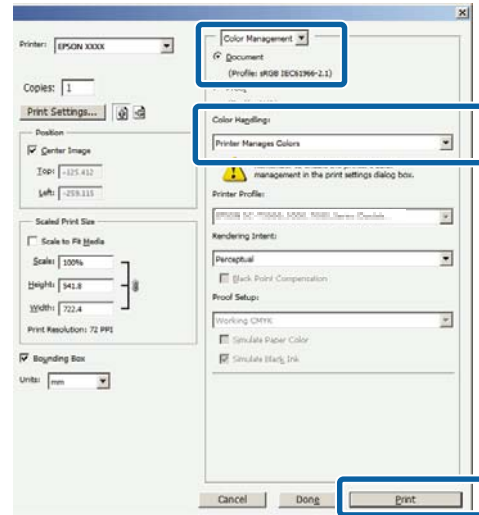 Printer: EPSON XXXX
Copies: 1
Print Settings...
Position
Center Image
Top: -125.412
Left: -259.115
Scaled Print Size
Scale to Fit Media
Scale: 100%
Height: 541.8
Width: 722.4
Print Resolution: 72 PPI
Bounding Box
Units: mm
Color Management
Document
(Profile: sRGB IEC61966-2.1)
Color Handling:
Printer Manages Colors
management in the print settings dialog box.
Printer Profile:
Rendering Intent:
Perceptual
Black Point Compensation
Proof Setup:
Working CMYK
Simulate Paper Color
Simulate Black Ink
Cancel
Done
Print